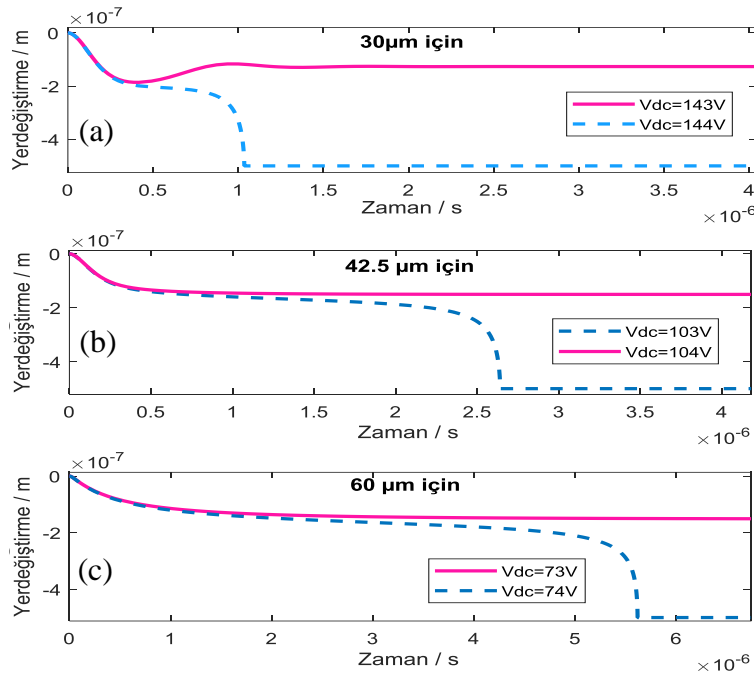 ×10⁻⁷
30µm için
0
-2
-4
Yerdeğiştirme / m
(a)
Vdc=143V
Vdc=144V
0 0.5 1 1.5 2 2.5 3 3.5 4
Zaman / s
×10⁻⁶
×10⁻⁷
42.5 µm için
0
-2
-4
Yerdeğiştirme / m
(b)
Vdc=103V
Vdc=104V
0 0.5 1 1.5 2 2.5 3 3.5 4
Zaman / s
×10⁻⁶
×10⁻⁷
60 µm için
0
-2
-4
Yerdeğiştirme / m
(c)
Vdc=73V
Vdc=74V
0 1 2 3 4 5 6
Zaman / s
×10⁻⁶